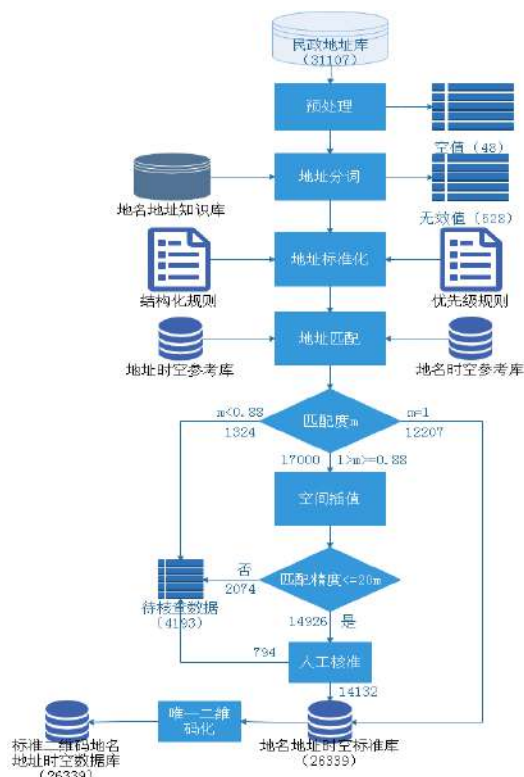 民政地址库
(31107)
预处理
空值 (48)
地址分词
地名地址知识库
无效值 (528)
地址标准化
结构化规则
优先级规则
地址匹配
地址时空参考库
地名时空参考库
m<0.88
1324
匹配度m
m=1
12207
17000 1>m>=0.88
空间插值
否
2074
匹配精度<=20m
待核查数据
(4193)
14926 是
794
人工核准
14132
唯一二维
码化
标准二维码地名
地址时空数据库
(26339)
地名地址时空标准库
(26339)